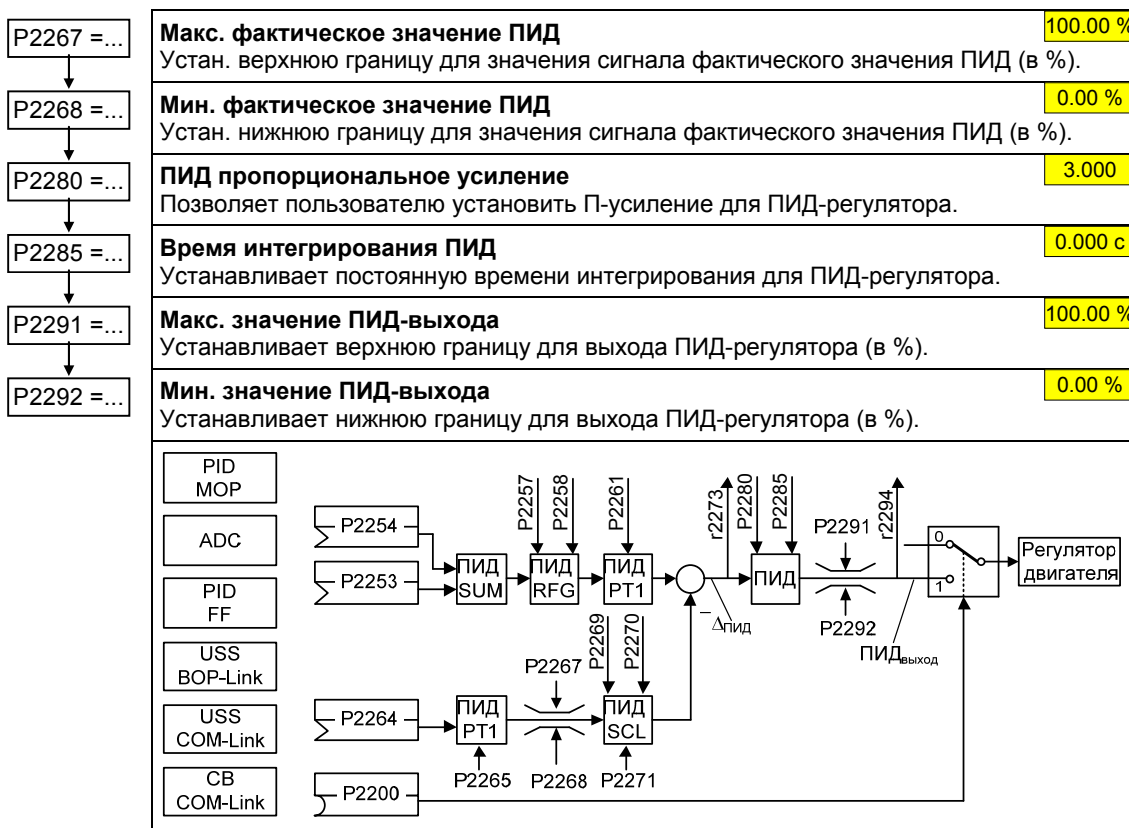 P2267 =...
Макс. фактическое значение ПИД
100.00 %
Устан. верхнюю границу для значения сигнала фактического значения ПИД (в %).
P2268 =...
Мин. фактическое значение ПИД
0.00 %
Устан. нижнюю границу для значения сигнала фактического значения ПИД (в %).
P2280 =...
ПИД пропорциональное усиление
3.000
Позволяет пользователю установить П-усиление для ПИД-регулятора.
P2285 =...
Время интегрирования ПИД
0.000 с
Устанавливает постоянную времени интегрирования для ПИД-регулятора.
P2291 =...
Макс. значение ПИД-выхода
100.00 %
Устанавливает верхнюю границу для выхода ПИД-регулятора (в %).
P2292 =...
Мин. значение ПИД-выхода
0.00 %
Устанавливает нижнюю границу для выхода ПИД-регулятора (в %).
PID
MOP
ADC
PID
FF
USS
BOP-Link
USS
COM-Link
CB
COM-Link
P2254
P2253
P2264
P2200
ПИД
SUM
P2257
P2258
ПИД
RFG
P2261
ПИД
PT1
r2273
P2280
P2285
ПИД
P2291
P2292
r2294
0
1
Регулятор
двигателя
−
ΔПИД
ПИДвыход
ПИД
PT1
P2265
P2267
P2268
P2269
P2270
ПИД
SCL
P2271